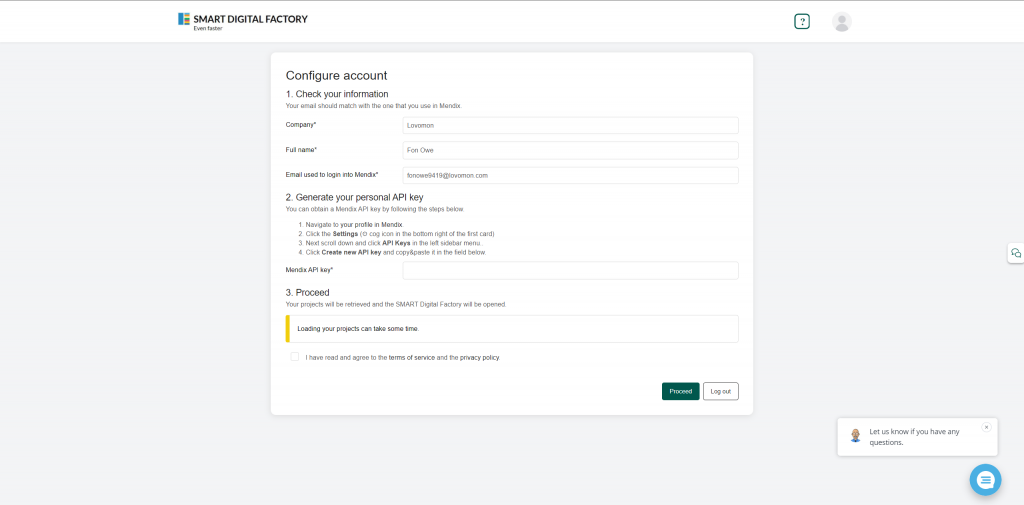 SMART DIGITAL FACTORY
Even faster
?
Configure account
1. Check your information
Your email should match with the one that you use in Mendix.
Company*
Lovomon
Full name*
Fon Owe
Email used to login into Mendix*
fonowe9419@lovomon.com
2. Generate your personal API key
You can obtain a Mendix API key by following the steps below.
1. Navigate to your profile in Mendix.
2. Click the Settings (⚙ cog icon in the bottom right of the first card)
3. Next scroll down and click API Keys in the left sidebar menu.
4. Click Create new API key and copy&paste it in the field below.
Mendix API key*
3. Proceed
Your projects will be retrieved and the SMART Digital Factory will be opened.
Loading your projects can take some time.
I have read and agree to the terms of service and the privacy policy.
Proceed
Log out
Let us know if you have any
questions.